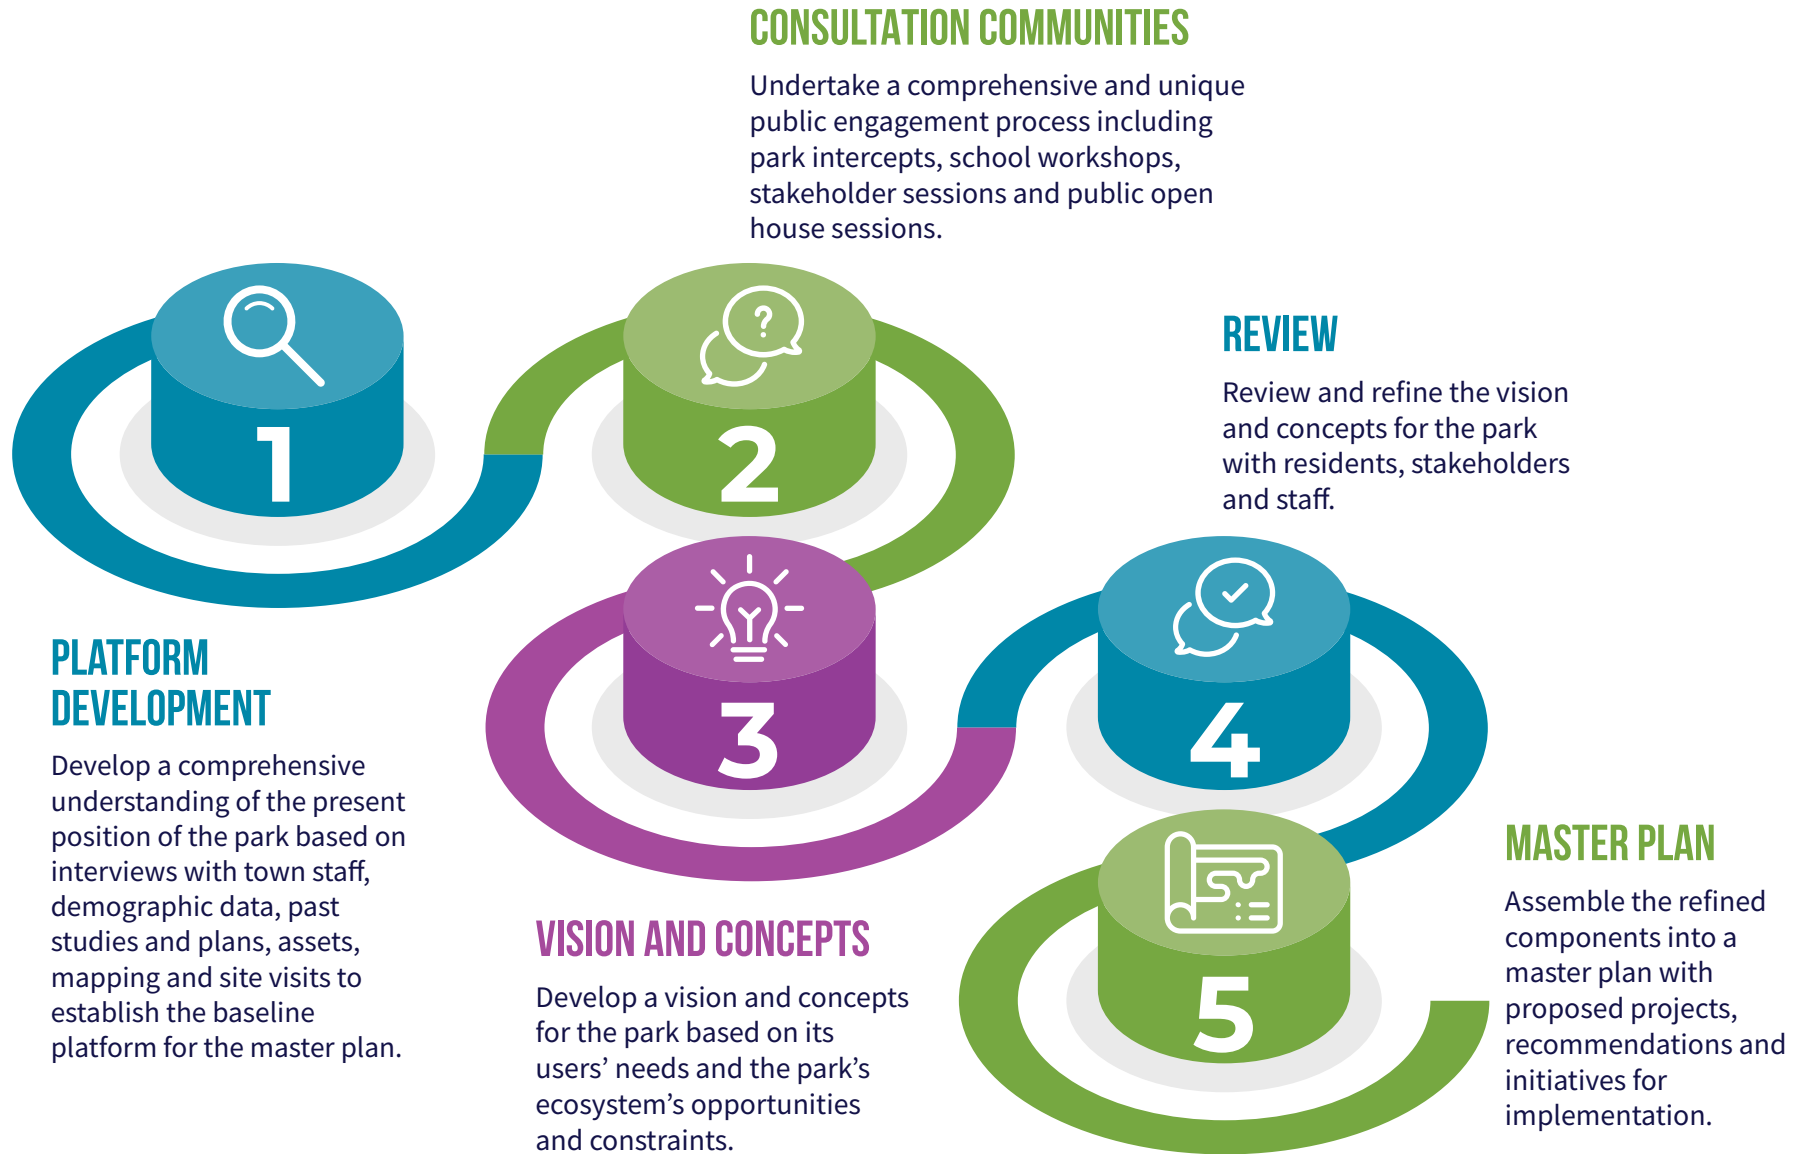 1
PLATFORM
DEVELOPMENT
Develop a comprehensive
understanding of the present
position of the park based on
interviews with town staff,
demographic data, past
studies and plans, assets,
mapping and site visits to
establish the baseline
platform for the master plan.
CONSULTATION COMMUNITIES
Undertake a comprehensive and unique
public engagement process including
park intercepts, school workshops,
stakeholder sessions and public open
house sessions.
?
2
3
VISION AND CONCEPTS
Develop a vision and concepts
for the park based on its
users’ needs and the park’s
ecosystem’s opportunities
and constraints.
REVIEW
Review and refine the vision
and concepts for the park
with residents, stakeholders
and staff.
4
5
MASTER PLAN
Assemble the refined
components into a
master plan with
proposed projects,
recommendations and
initiatives for
implementation.